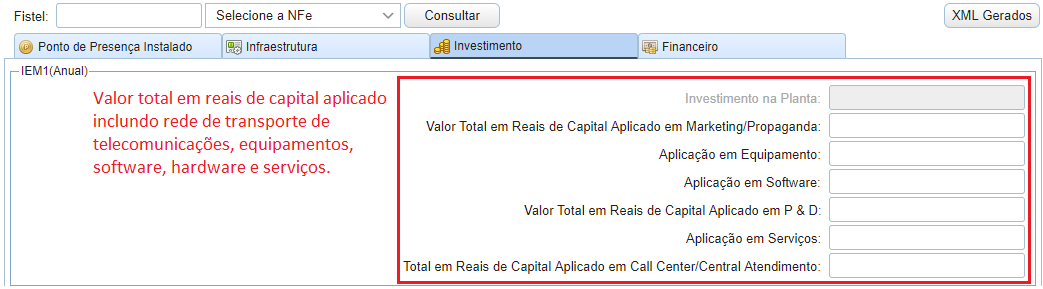 Fistel: Selecione a NFe Consultar XML Gerados
Ponto de Presença Instalado Infraestrutura Investimento Financeiro
IEM1(Anual)
Valor total em reais de capital aplicado
inclundo rede de transporte de
telecomunicações, equipamentos,
software, hardware e serviços.
Investimento na Planta:
Valor Total em Reais de Capital Aplicado em Marketing/Propaganda:
Aplicação em Equipamento:
Aplicação em Software:
Valor Total em Reais de Capital Aplicado em P & D:
Aplicação em Serviços:
Total em Reais de Capital Aplicado em Call Center/Central Atendimento: